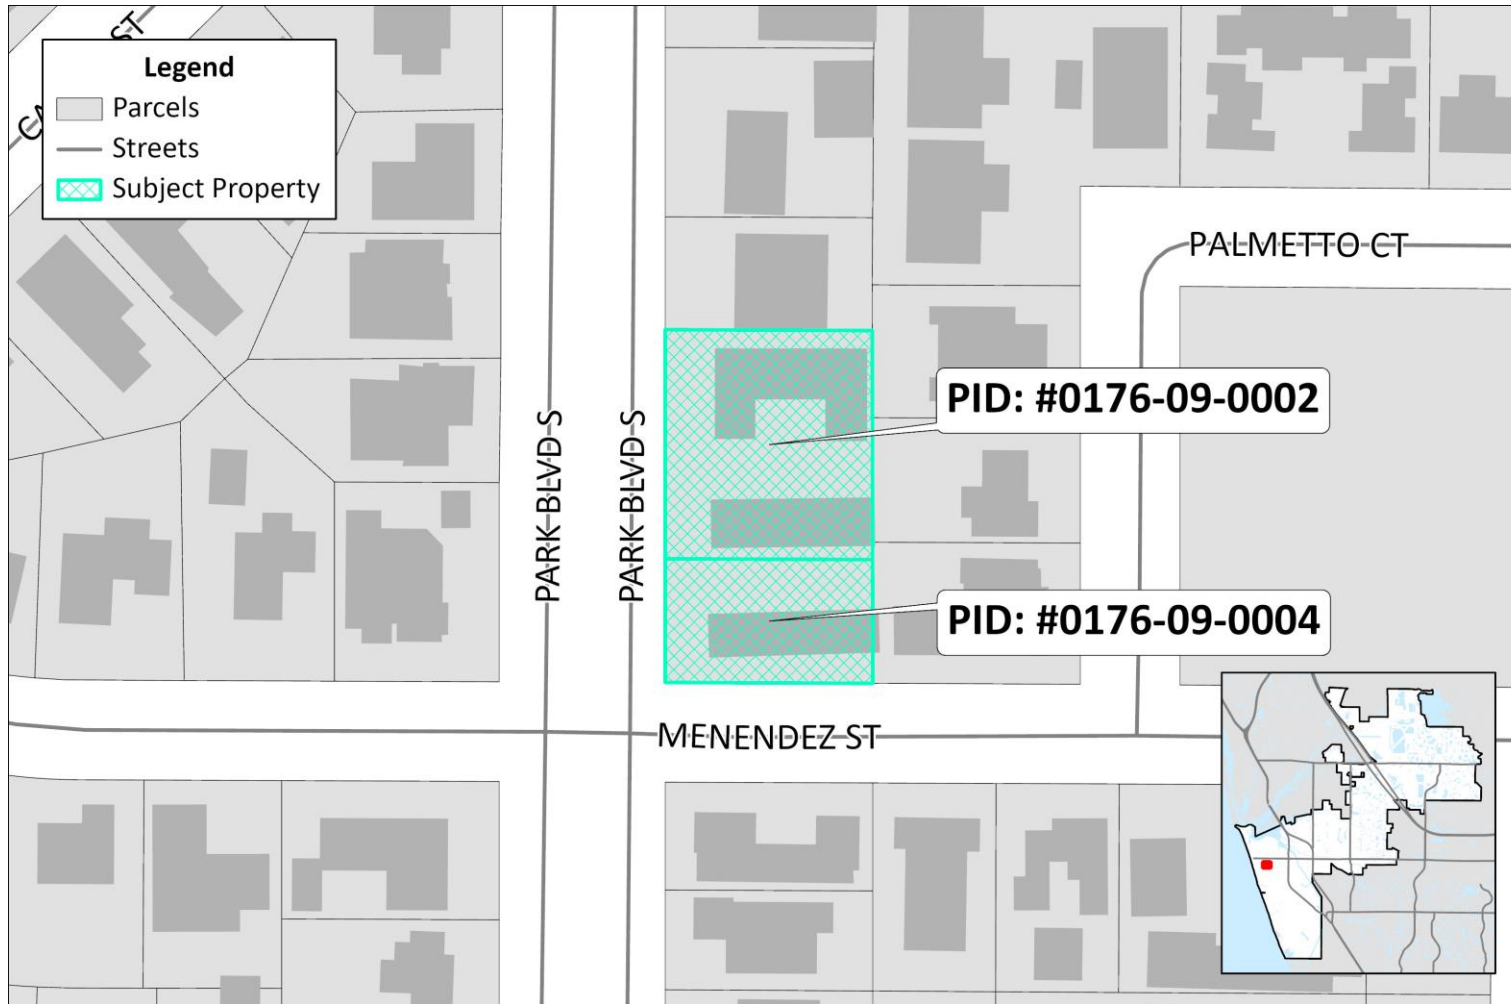 ST
Legend
Parcels
Streets
Subject Property
PALMETTO CT
PID: #0176-09-0002
PARK BLVD S
PARK BLVD S
PID: #0176-09-0004
MENENDEZ ST